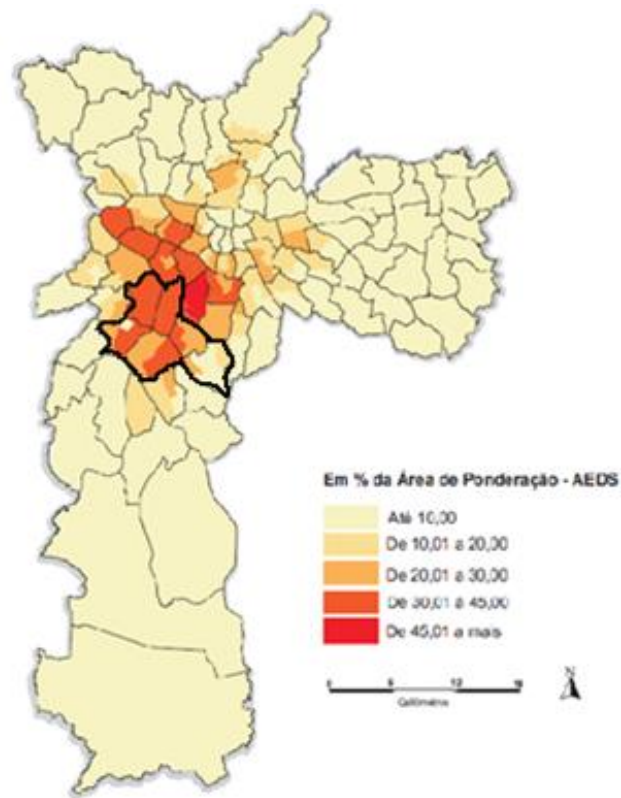 Em % da Área de Ponderação - AEDS
Até 10,00
De 10,01 a 20,00
De 20,01 a 30,00
De 30,01 a 45,00
De 45,01 a mais
N